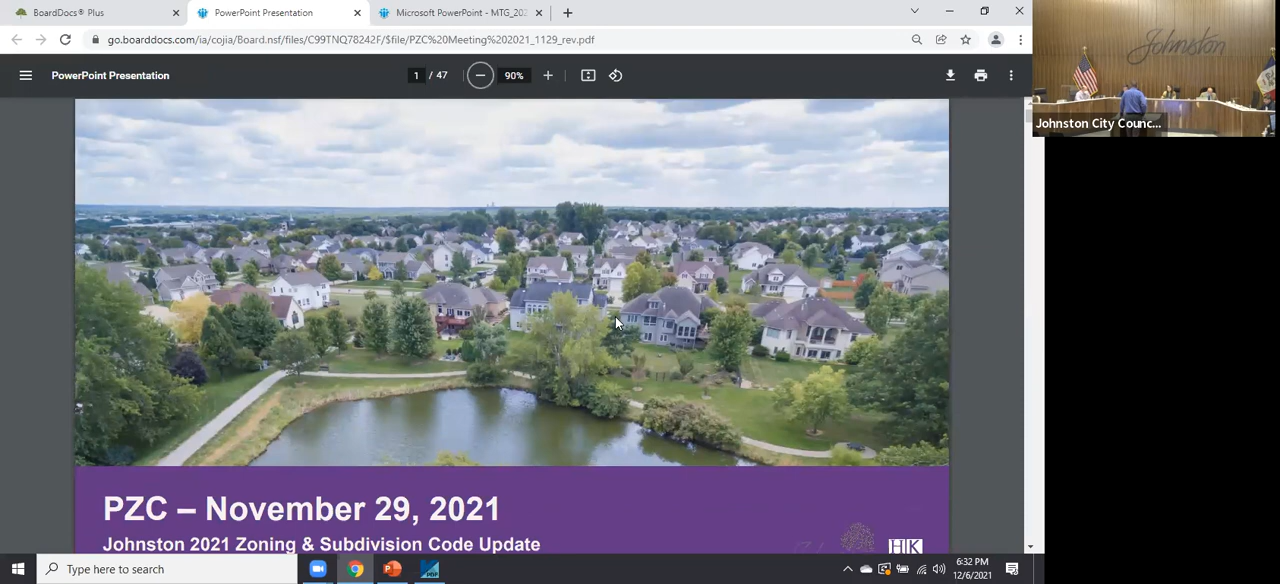 BoardDocs® Plus
PowerPoint Presentation
Microsoft PowerPoint - MTG_202
go.boarddocs.com/ia/cojia/Board.nsf/files/C99TNQ78242F/$file/PZC%20Meeting%202021_1129_rev.pdf
PowerPoint Presentation
1 / 47
90%
Johnston
Johnston City Counc...
PZC – November 29, 2021
Johnston 2021 Zoning & Subdivision Code Update
HK
Type here to search
6:32 PM
12/6/2021